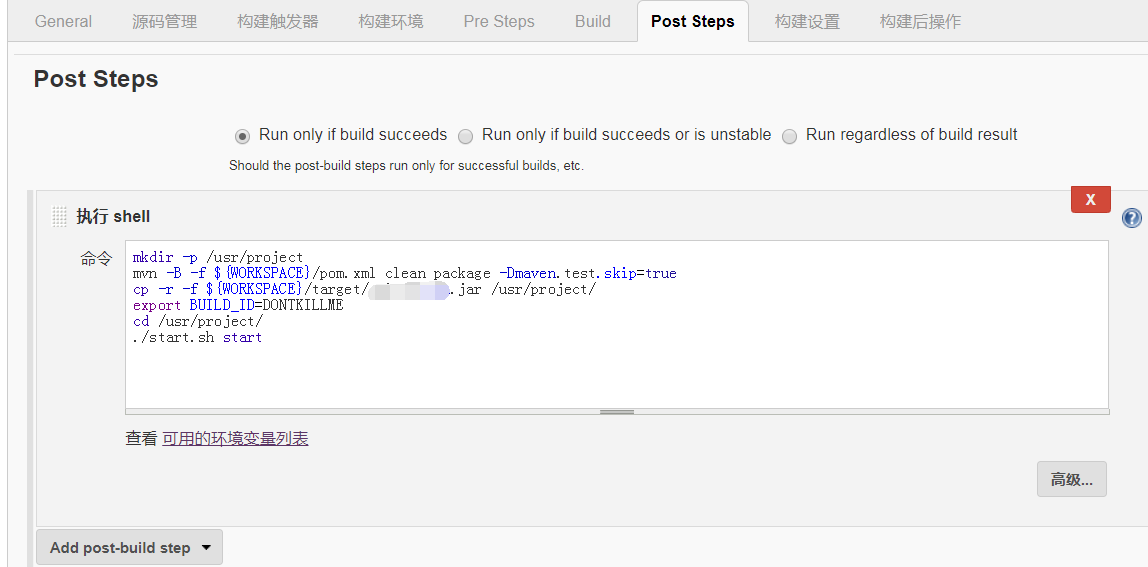 General 源码管理 构建触发器 构建环境 Pre Steps Build Post Steps 构建设置 构建后操作
Post Steps
Run only if build succeeds Run only if build succeeds or is unstable Run regardless of build result
Should the post-build steps run only for successful builds, etc.
X
执行 shell
?
命令
mkdir -p /usr/project
mvn -B -f ${WORKSPACE}/pom.xml clean package -Dmaven.test.skip=true
cp -r -f ${WORKSPACE}/target/ .jar /usr/project/
export BUILD_ID=DONTKILLME
cd /usr/project/
./start.sh start
查看 可用的环境变量列表
高级...
Add post-build step